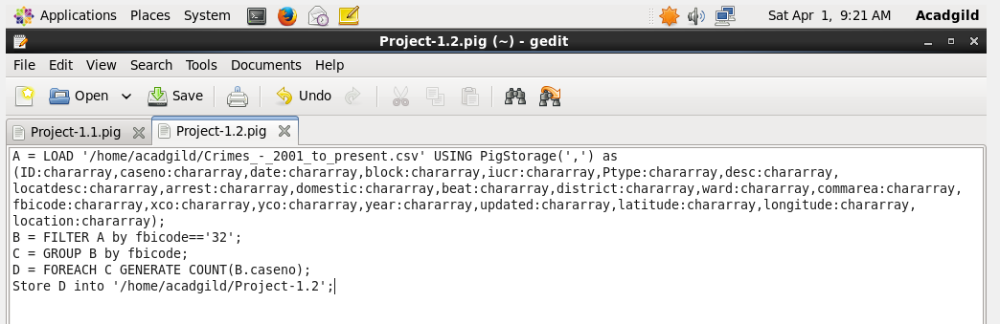 Applications Places System Sat Apr 1, 9:21 AM Acadgild
Project-1.2.pig (~) - gedit
File Edit View Search Tools Documents Help
Open Save Undo
Project-1.1.pig Project-1.2.pig
A = LOAD '/home/acadgild/Crimes_-_2001_to_present.csv' USING PigStorage(',') as
(ID:chararray,caseno:chararray,date:chararray,block:chararray,iucr:chararray,Ptype:chararray,desc:chararray,
locatdesc:chararray,arrest:chararray,domestic:chararray,beat:chararray,district:chararray,ward:chararray,commarea:chararray,
fbicode:chararray,xco:chararray,yco:chararray,year:chararray,updated:chararray,latitude:chararray,longitude:chararray,
location:chararray);
B = FILTER A by fbicode=='32';
C = GROUP B by fbicode;
D = FOREACH C GENERATE COUNT(B.caseno);
Store D into '/home/acadgild/Project-1.2';